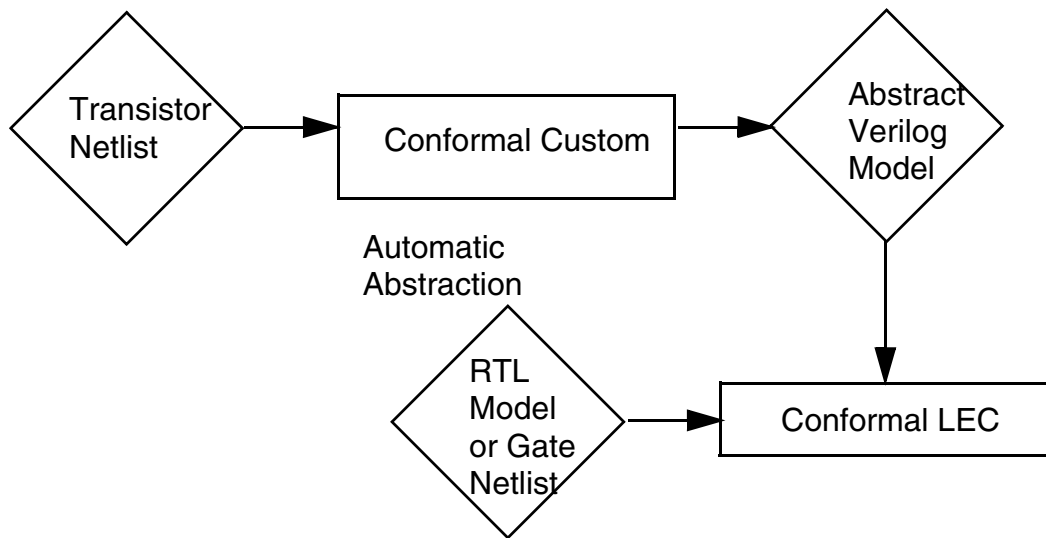 Transistor
Netlist
Conformal Custom
Abstract
Verilog
Model
Automatic
Abstraction
RTL
Model
or Gate
Netlist
Conformal LEC